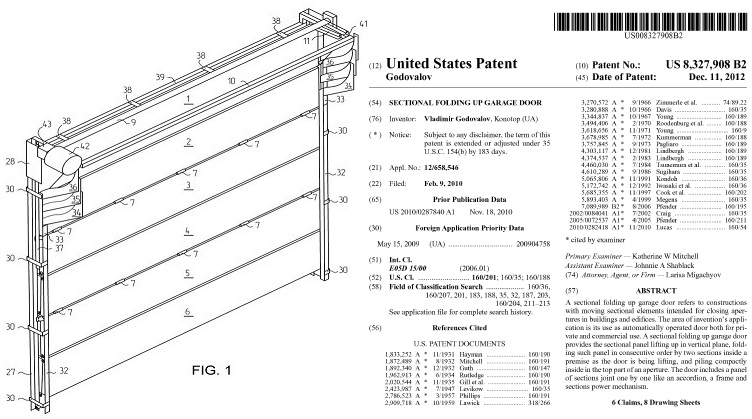 US008327908B2
(12) United States Patent
Godovalov
(10) Patent No.: US 8,327,908 B2
(45) Date of Patent: Dec. 11, 2012
(54) SECTIONAL FOLDING UP GARAGE DOOR
(76) Inventor: Vladimir Godovalov, Konotop (UA)
( * ) Notice: Subject to any disclaimer, the term of this
patent is extended or adjusted under 35
U.S.C. 154(b) by 183 days.
(21) Appl. No.: 12/658,546
(22) Filed: Feb. 9, 2010
(65) Prior Publication Data
US 2010/0287840 A1 Nov. 18, 2010
(30) Foreign Application Priority Data
May 15, 2009 (UA) ................................ 200904758
(51) Int. Cl.
E05D 15/00 (2006.01)
(52) U.S. Cl. ............ 160/201; 160/35; 160/188
(58) Field of Classification Search .................. 160/36,
160/207, 201, 183, 188, 35, 32, 187, 203,
160/204, 211-213
See application file for complete search history.
(56) References Cited
U.S. PATENT DOCUMENTS
1,833,252 A * 11/1931 Hayman .................... 160/190
1,872,489 A * 8/1932 Mitchell .................... 160/191
1,892,340 A * 12/1932 Guth .................... 160/147
1,962,913 A * 6/1934 Rutledge .................... 160/190
2,020,544 A * 11/1935 Gill et al. .................... 160/191
2,423,987 A * 7/1947 Levikow .................... 160/35
2,786,523 A * 3/1957 Phillips .................... 160/191
2,909,718 A * 10/1959 Lawick .................... 318/266
3,270,572 A * 9/1966 Zimmerle et al. ........ 74/89.22
3,280,888 A * 10/1966 Davis .................... 160/35
3,344,837 A * 10/1967 Young .................... 160/189
3,494,406 A * 2/1970 Roodenburg et al. ........ 160/188
3,618,656 A * 11/1971 Young .................... 160/9
3,678,985 A * 7/1972 Kummerman .................... 160/188
3,757,845 A * 9/1973 Pagliaro .................... 160/189
4,303,117 A * 12/1981 Lindbergh .................... 160/189
4,374,537 A * 2/1983 Lindbergh .................... 160/189
4,460,030 A * 7/1984 Tsunemura et al. ........ 160/35
4,610,289 A * 9/1986 Sugihara .................... 160/35
5,065,806 A * 11/1991 Kondoh .................... 160/36
5,172,742 A * 12/1992 Iwasaki et al. .................... 160/36
5,685,355 A * 11/1997 Cook et al. .................... 160/202
5,893,403 A * 4/1999 Megens .................... 160/35
7,089,989 B2 * 8/2006 Pfender .................... 160/195
2002/0084041 A1* 7/2002 Craig .................... 160/35
2005/0072537 A1* 4/2005 Pfender .................... 160/211
2010/0282418 A1* 11/2010 Lucas .................... 160/54
* cited by examiner
Primary Examiner — Katherine W Mitchell
Assistant Examiner — Johnnie A Shablack
(74) Attorney, Agent, or Firm — Larisa Migachyov
(57) ABSTRACT
A sectional folding up garage door refers to constructions
with moving sectional elements intended for closing aper-
tures in buildings and edifices. The area of invention's appli-
cation is its use as automatically operated door both for pri-
vate and commercial use. A sectional folding up garage door
provides the sectional panel lifting up in vertical plane, fold-
ing such panel in consecutive order by two sections inside a
premise as the door is being lifting, and piling compactly
inside in the top part of an aperture. The door includes a panel
of sections joint one by one like an accordion, a frame and
sections power mechanism.
6 Claims, 8 Drawing Sheets
41
11
38
38
39
38
10
36
35
34
1
33
43
38
9
42
7
30
2
28
7
32
3
30
36
35
34
7
7
33
37
7
4
30
7
5
30
7
6
27
32
30
FIG. 1